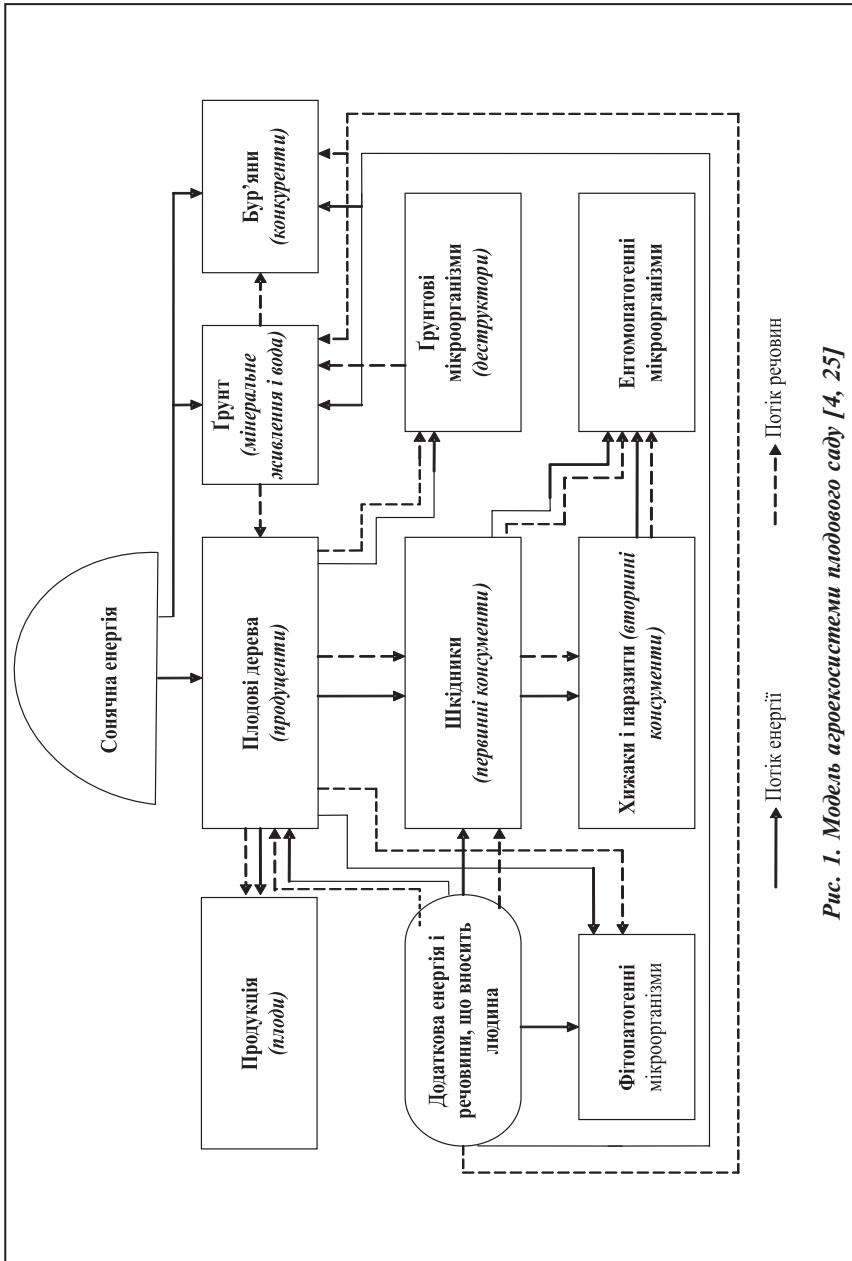 Сонячна енергія
Продукція
(плоди)
Плодові дерева
(продуценти)
Ґрунт
(мінеральне
живлення і вода)
Бур’яни
(конкуренти)
Додаткова енергія і
речовини, що вносить
людина
Шкідники
(первинні консументи)
Ґрунтові
мікроорганізми
(деструктори)
Фітопатогенні
мікроорганізми
Хижаки і паразити (вторинні
консументи)
Ентомопатогенні
мікроорганізми
Потік енергії
Потік речовин
Рис. 1. Модель агроекосистеми плодового саду [4, 25]